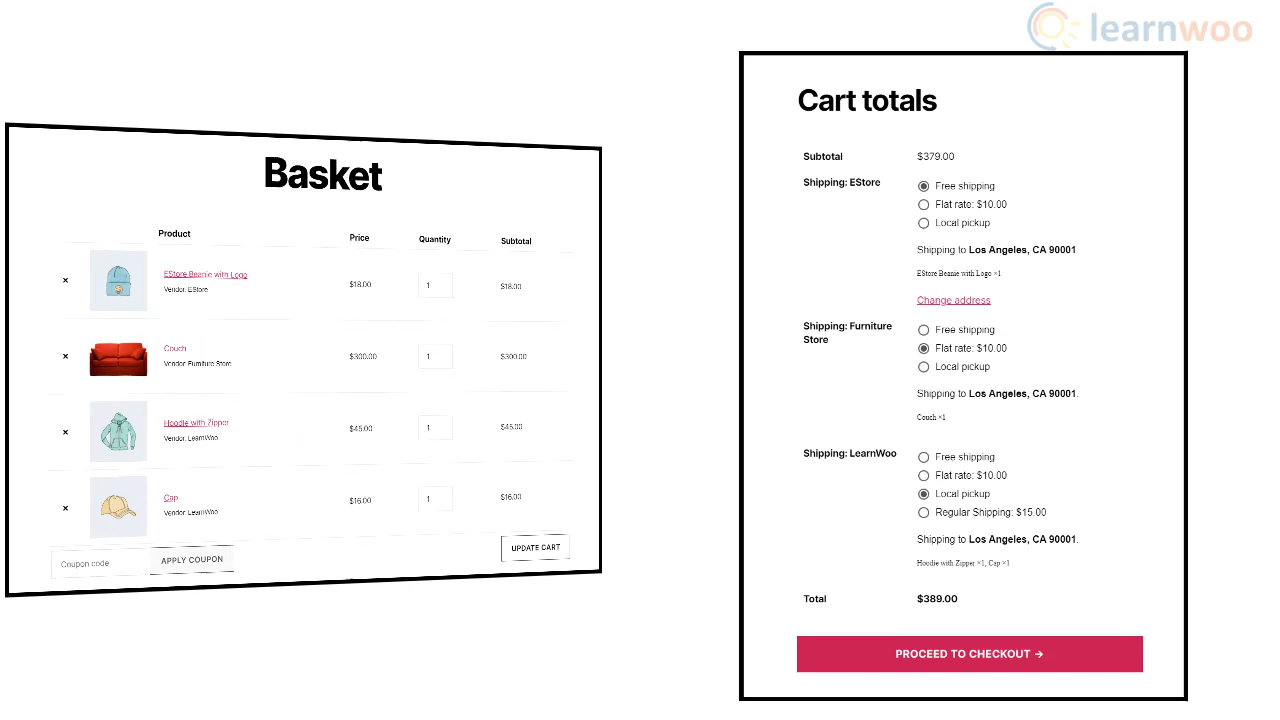 learnwoo
Basket
Product Price Quantity Subtotal
× EStore Beanie with Logo $18.00 1 $18.00
Vendor: EStore
× Couch $300.00 1 $300.00
Vendor: Furniture Store
× Hoodie with Zipper $45.00 1 $45.00
Vendor: LearnWoo
× Cap $16.00 1 $16.00
Vendor: LearnWoo
Coupon code APPLY COUPON UPDATE CART
Cart totals
Subtotal $379.00
Shipping: EStore Free shipping
Flat rate: $10.00
Local pickup
Shipping to Los Angeles, CA 90001
EStore Beanie with Logo ×1
Change address
Shipping: Furniture Store Free shipping
Flat rate: $10.00
Local pickup
Shipping to Los Angeles, CA 90001.
Couch ×1
Shipping: LearnWoo Free shipping
Flat rate: $10.00
Local pickup
Regular Shipping: $15.00
Shipping to Los Angeles, CA 90001.
Hoodie with Zipper ×1, Cap ×1
Total $389.00
PROCEED TO CHECKOUT →